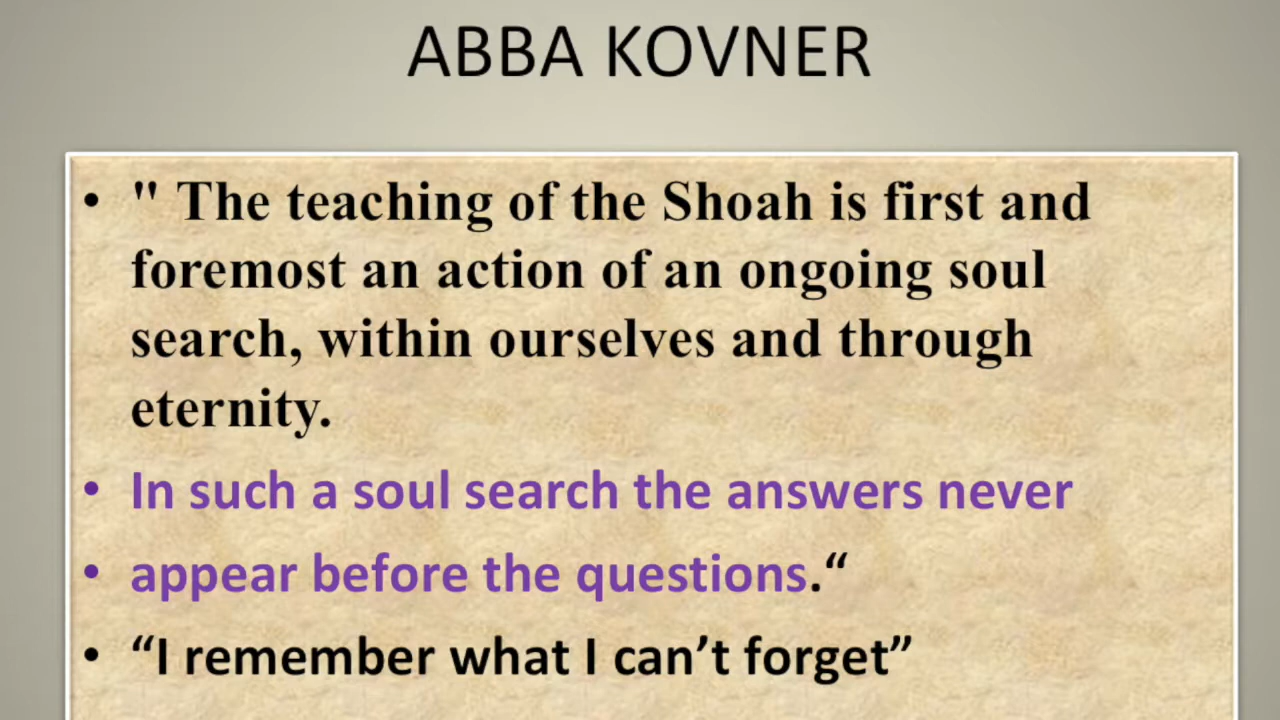 ABBA KOVNER
• " The teaching of the Shoah is first and
foremost an action of an ongoing soul
search, within ourselves and through
eternity.
• In such a soul search the answers never
• appear before the questions.“
• “I remember what I can’t forget”